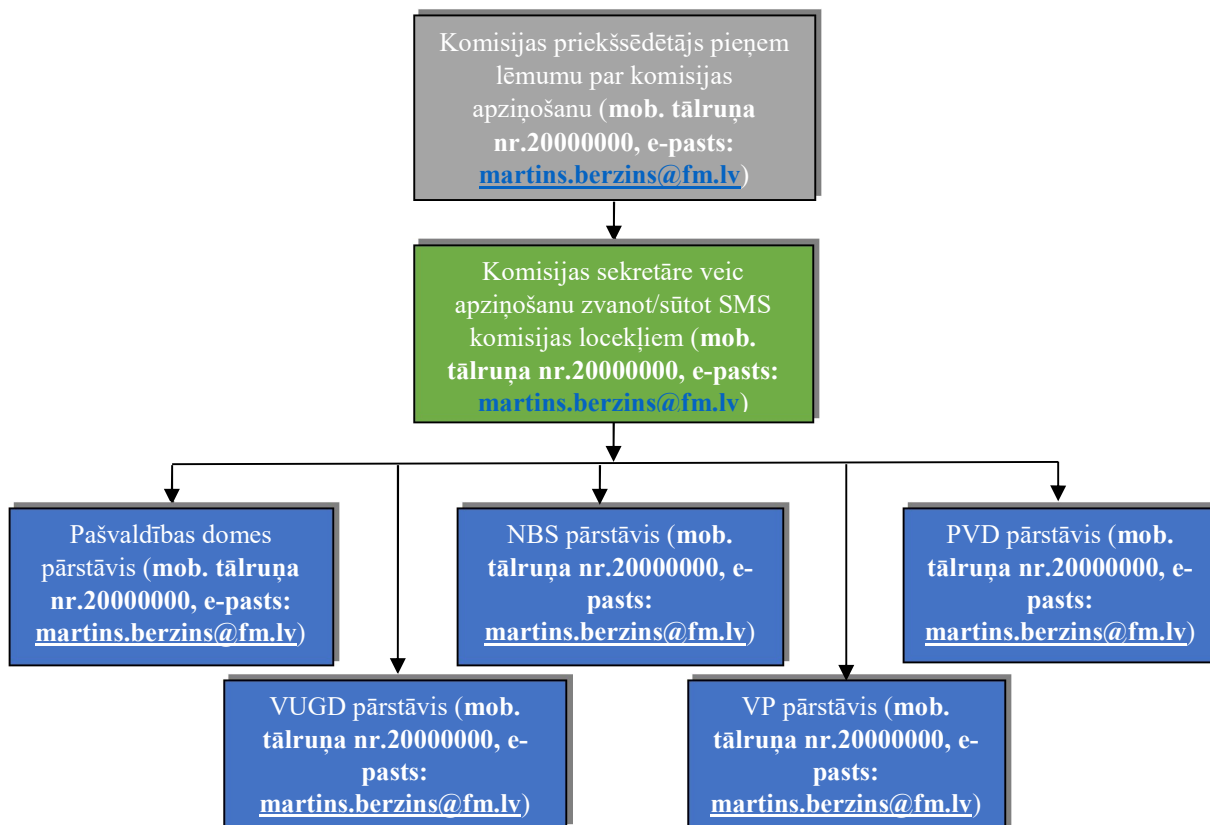 Komisijas priekšsēdētājs pieņem
lēmumu par komisijas
apziņošanu (mob. tālruņa
nr.20000000, e-pasts:
martins.berzins@fm.lv)
Komisijas sekretāre veic
apziņošanu zvanot/sūtot SMS
komisijas locekļiem (mob.
tālruņa nr.20000000, e-pasts:
martins.berzins@fm.lv)
Pašvaldības domes
pārstāvis (mob. tālruņa
nr.20000000, e-pasts:
martins.berzins@fm.lv)
NBS pārstāvis (mob.
tālruņa nr.20000000, e-
pasts:
martins.berzins@fm.lv)
PVD pārstāvis (mob.
tālruņa nr.20000000, e-
pasts:
martins.berzins@fm.lv)
VUGD pārstāvis (mob.
tālruņa nr.20000000, e-
pasts:
martins.berzins@fm.lv)
VP pārstāvis (mob.
tālruņa nr.20000000, e-
pasts:
martins.berzins@fm.lv)